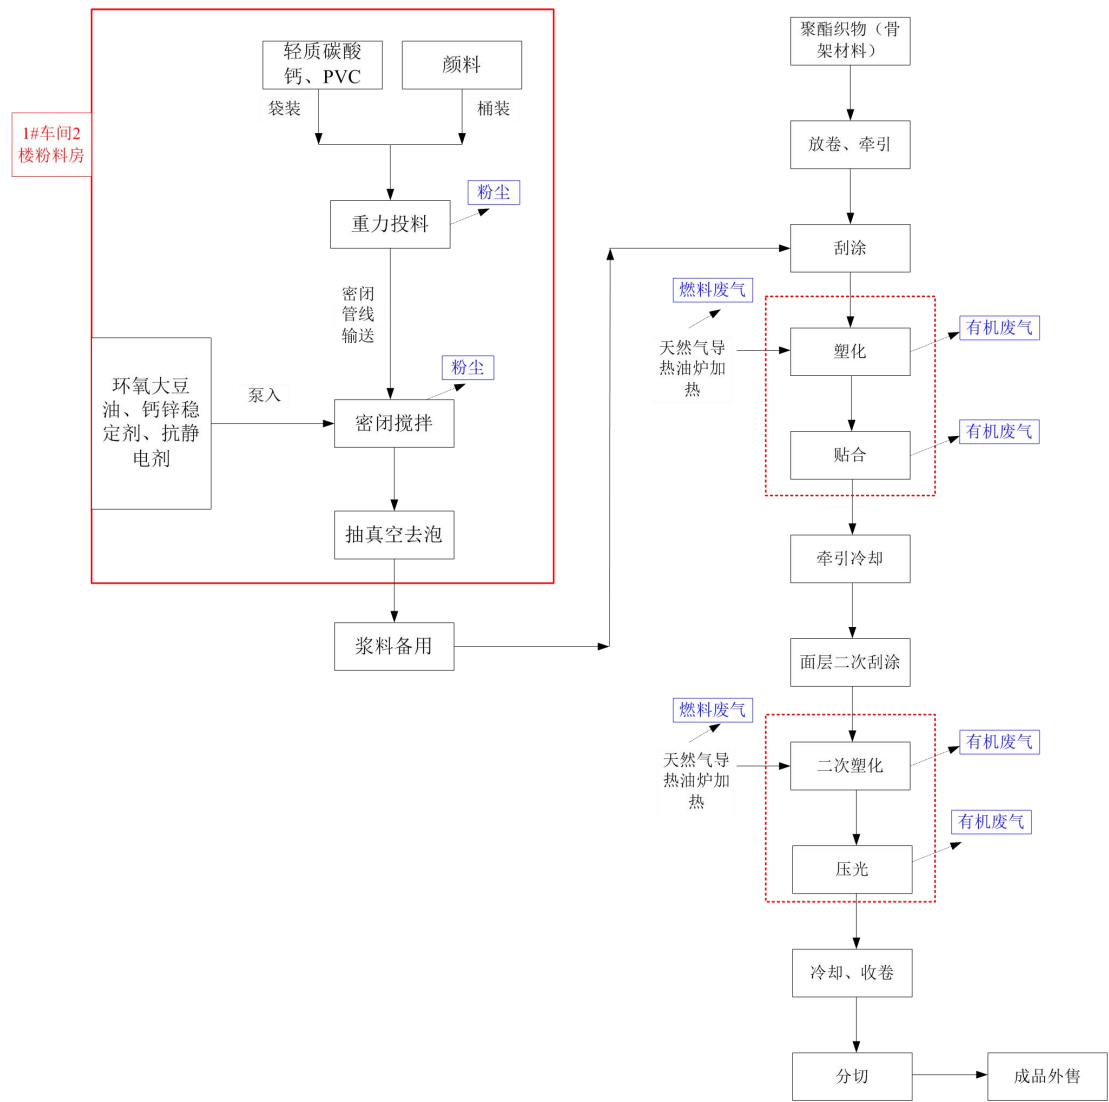 轻质碳酸
钙、PVC
颜料
袋装
桶装
1#车间2
楼粉料房
粉尘
重力投料
密闭
管线
输送
环氧大豆
油、钙锌稳
定剂、抗静
电剂
泵入
粉尘
密闭搅拌
抽真空去泡
浆料备用
聚酯织物（骨
架材料）
放卷、牵引
刮涂
燃料废气
天然气导
热油炉加
热
塑化
有机废气
贴合
有机废气
牵引冷却
面层二次刮涂
燃料废气
天然气导
热油炉加
热
二次塑化
有机废气
压光
有机废气
冷却、收卷
分切
成品外售